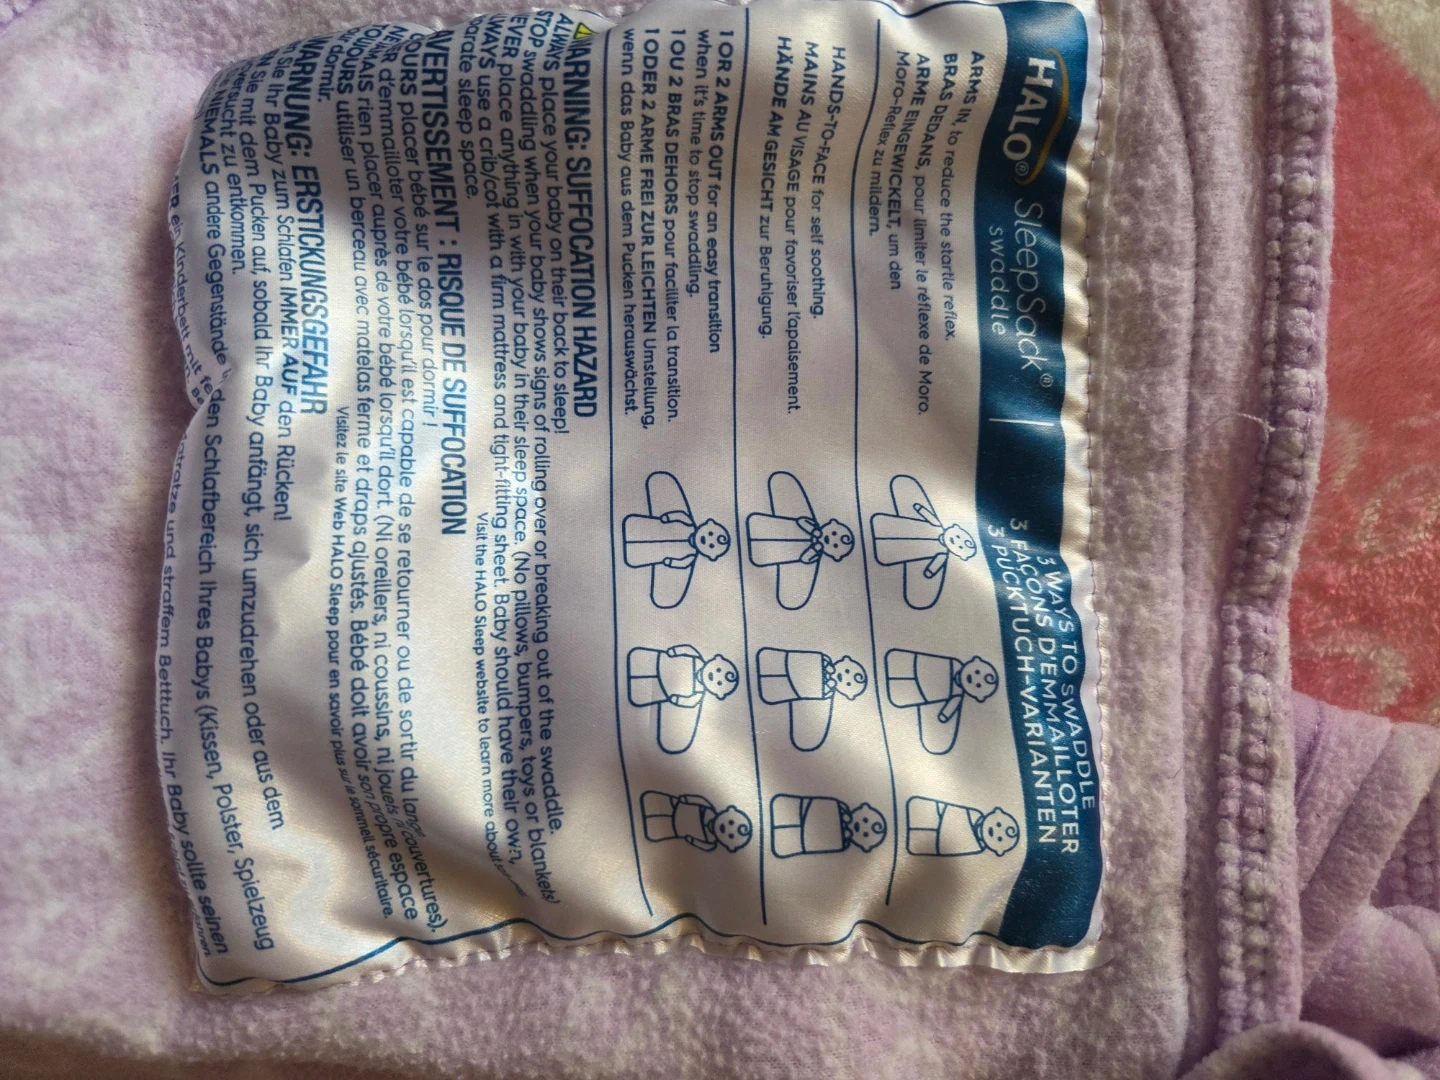 HALO® SleepSack®
swaddle
3 WAYS TO SWADDLE
3 FAÇONS D'EMMAILLOTER
3 PUCKTUCH-VARIANTEN
ARMS IN, to reduce the startle reflex.
BRAS DEDANS, pour limiter le réflexe de Moro.
ARME EINGEWICKELT, um den
Moro-Reflex zu mildern.
HANDS-TO-FACE for self soothing.
MAINS AU VISAGE pour favoriser l'apaisement.
HÄNDE AM GESICHT zur Beruhigung.
1 OR 2 ARMS OUT for an easy transition
when it's time to stop swaddling.
1 OU 2 BRAS DEHORS pour faciliter la transition.
1 ODER 2 ARME FREI ZUR LEICHTEN Umstellung,
wenn das Baby aus dem Pucken herauswächst.
WARNING: SUFFOCATION HAZARD
ALWAYS place your baby on their back to sleep!
STOP swaddling when your baby shows signs of rolling over or breaking out of the swaddle.
NEVER place anything in with your baby in their sleep space. (No pillows, bumpers, toys or blankets)
ALWAYS use a crib/cot with a firm mattress and tight-fitting sheet. Baby should have their own,
separate sleep space.
Visit the HALO Sleep website to learn more about
AVERTISSEMENT : RISQUE DE SUFFOCATION
TOUJOURS placer bébé sur le dos pour dormir !
d'emmailloter votre bébé lorsqu'il est capable de se retourner ou de sortir du lange
JAMAIS rien placer auprès de votre bébé lorsqu'il dort. (Ni oreillers, ni coussins, ni jouets, ni couvertures).
TOUJOURS utiliser un berceau avec matelas ferme et draps ajustés. Bébé doit avoir son propre espace
dormir.
Visitez le site Web HALO Sleep pour en savoir plus sur le sommeil sécuritaire.
WARNUNG: ERSTICKUNGSGEFAHR
Sie Ihr Baby zum Schlafen IMMER AUF den Rücken!
Sie mit dem Pucken auf, sobald Ihr Baby anfängt, sich umzudrehen oder aus dem
zu entkommen.
NIEMALS andere Gegenstände in den Schlafbereich Ihres Babys (Kissen, Polster, Spielzeug
ein Kinderbett mit fester Matratze und straffem Betttuch. Ihr Baby sollte seinen